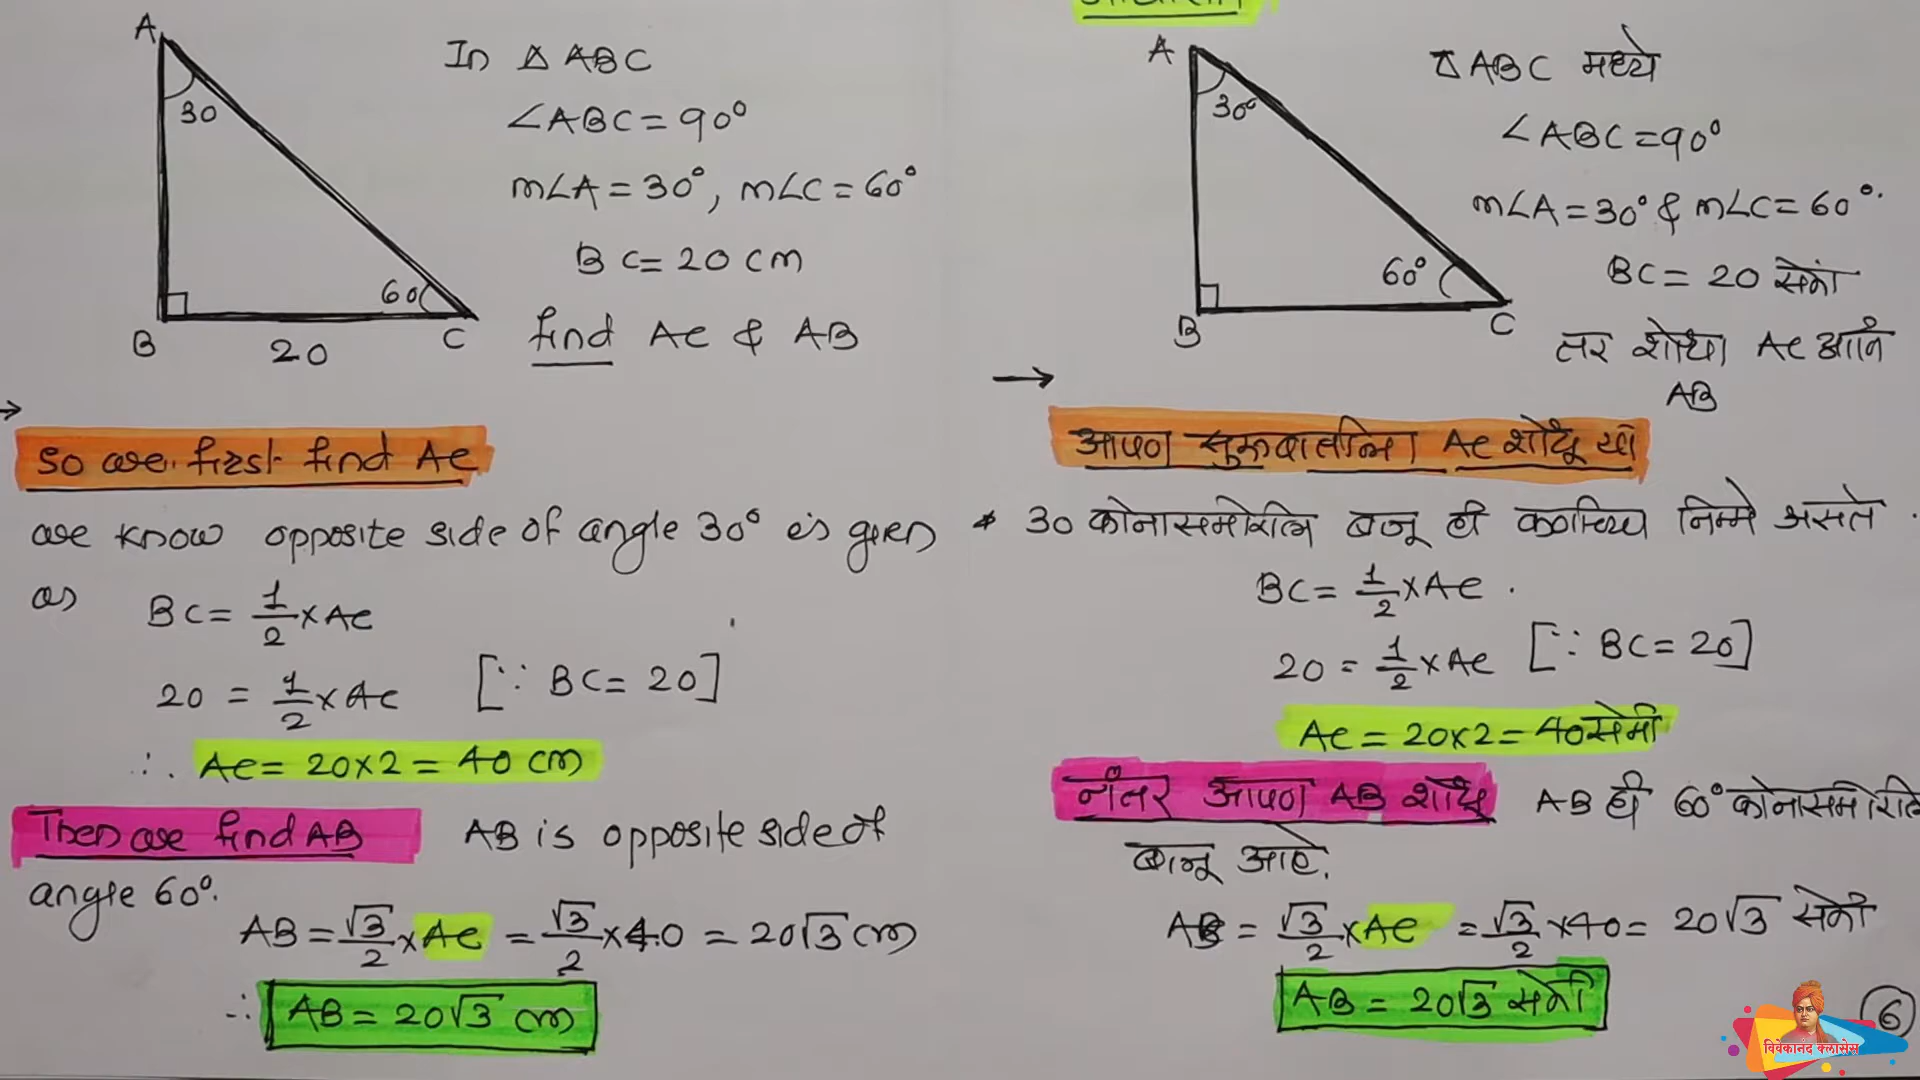 A
30
60
B
20
C
In △ ABC
∠ABC = 90°
m∠A = 30°, m∠C = 60°
BC = 20 cm
find AC & AB
→
so we first find AC
we know opposite side of angle 30° is given
as
BC = 1/2 × AC
20 = 1/2 × AC [∵ BC = 20]
∴ AC = 20×2 = 40 cm
Then we find AB AB is opposite side of
angle 60°.
AB = √3/2 × AC = √3/2 × 40 = 20√3 cm
∴ AB = 20√3 cm
A
30°
60°
B
C
△ ABC मध्ये
∠ABC = 90°
m∠A = 30° & m∠C = 60°.
BC = 20 सेमी
तर शोधा AC आणि
AB
→
आपण सुरुवातीला AC शोधू या
* 30 कोनासमोरील बाजू ही कर्णाच्या निम्मे असते .
BC = 1/2 × AC .
20 = 1/2 × AC [∵ BC = 20]
AC = 20×2 = 40 सेमी
नंतर आपण AB शोधू AB ही 60° कोनासमोरील
बाजू आहे.
AB = √3/2 × AC = √3/2 × 40 = 20√3 सेमी
AB = 20√3 सेमी
6
विवेकानंद क्लासेस